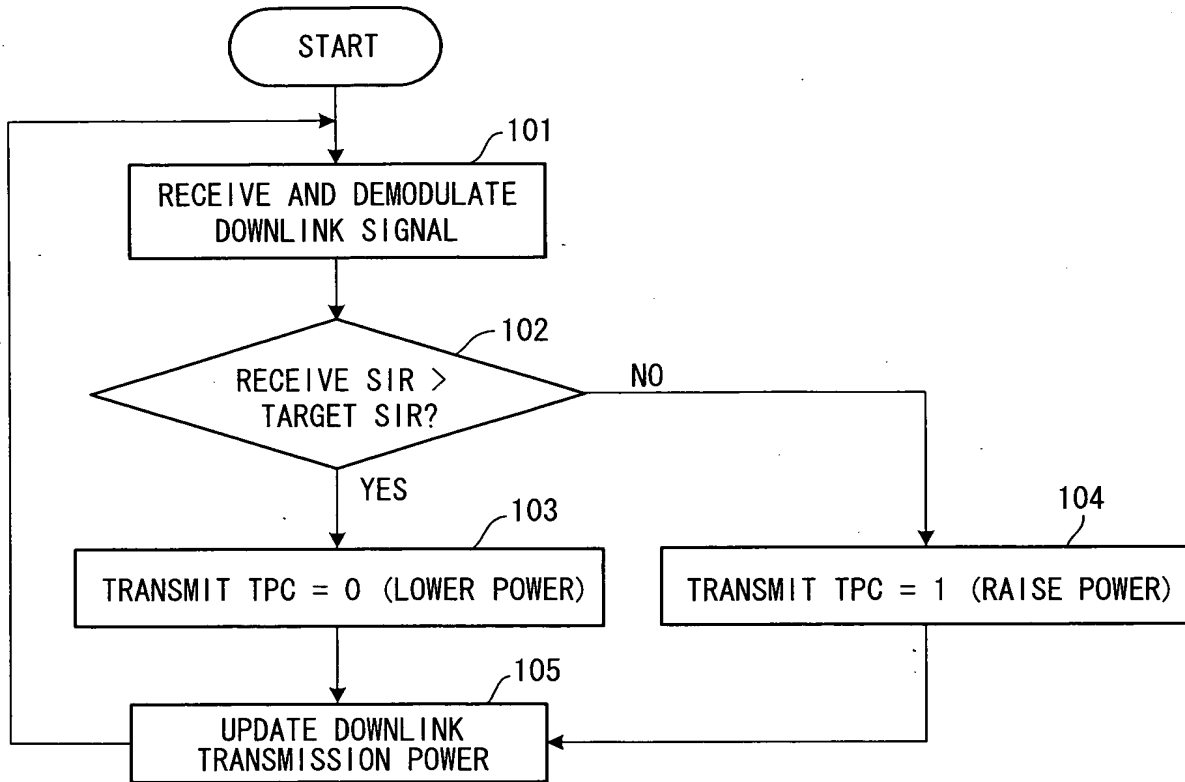 START
101
RECEIVE AND DEMODULATE
DOWNLINK SIGNAL
102
RECEIVE SIR >
TARGET SIR?
NO
YES
103
TRANSMIT TPC = 0 (LOWER POWER)
104
TRANSMIT TPC = 1 (RAISE POWER)
105
UPDATE DOWNLINK
TRANSMISSION POWER